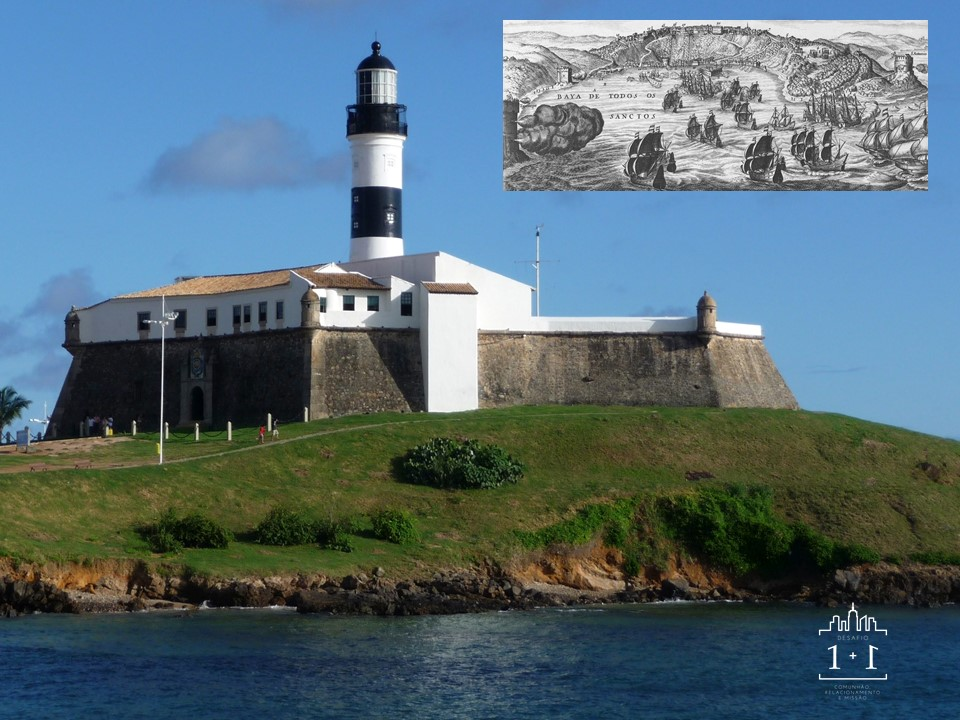 BAYA DE TODOS OS
SANCTOS
DESAFIO
1+1
COMUNHÃO,
RELACIONAMENTO
E MISSÃO